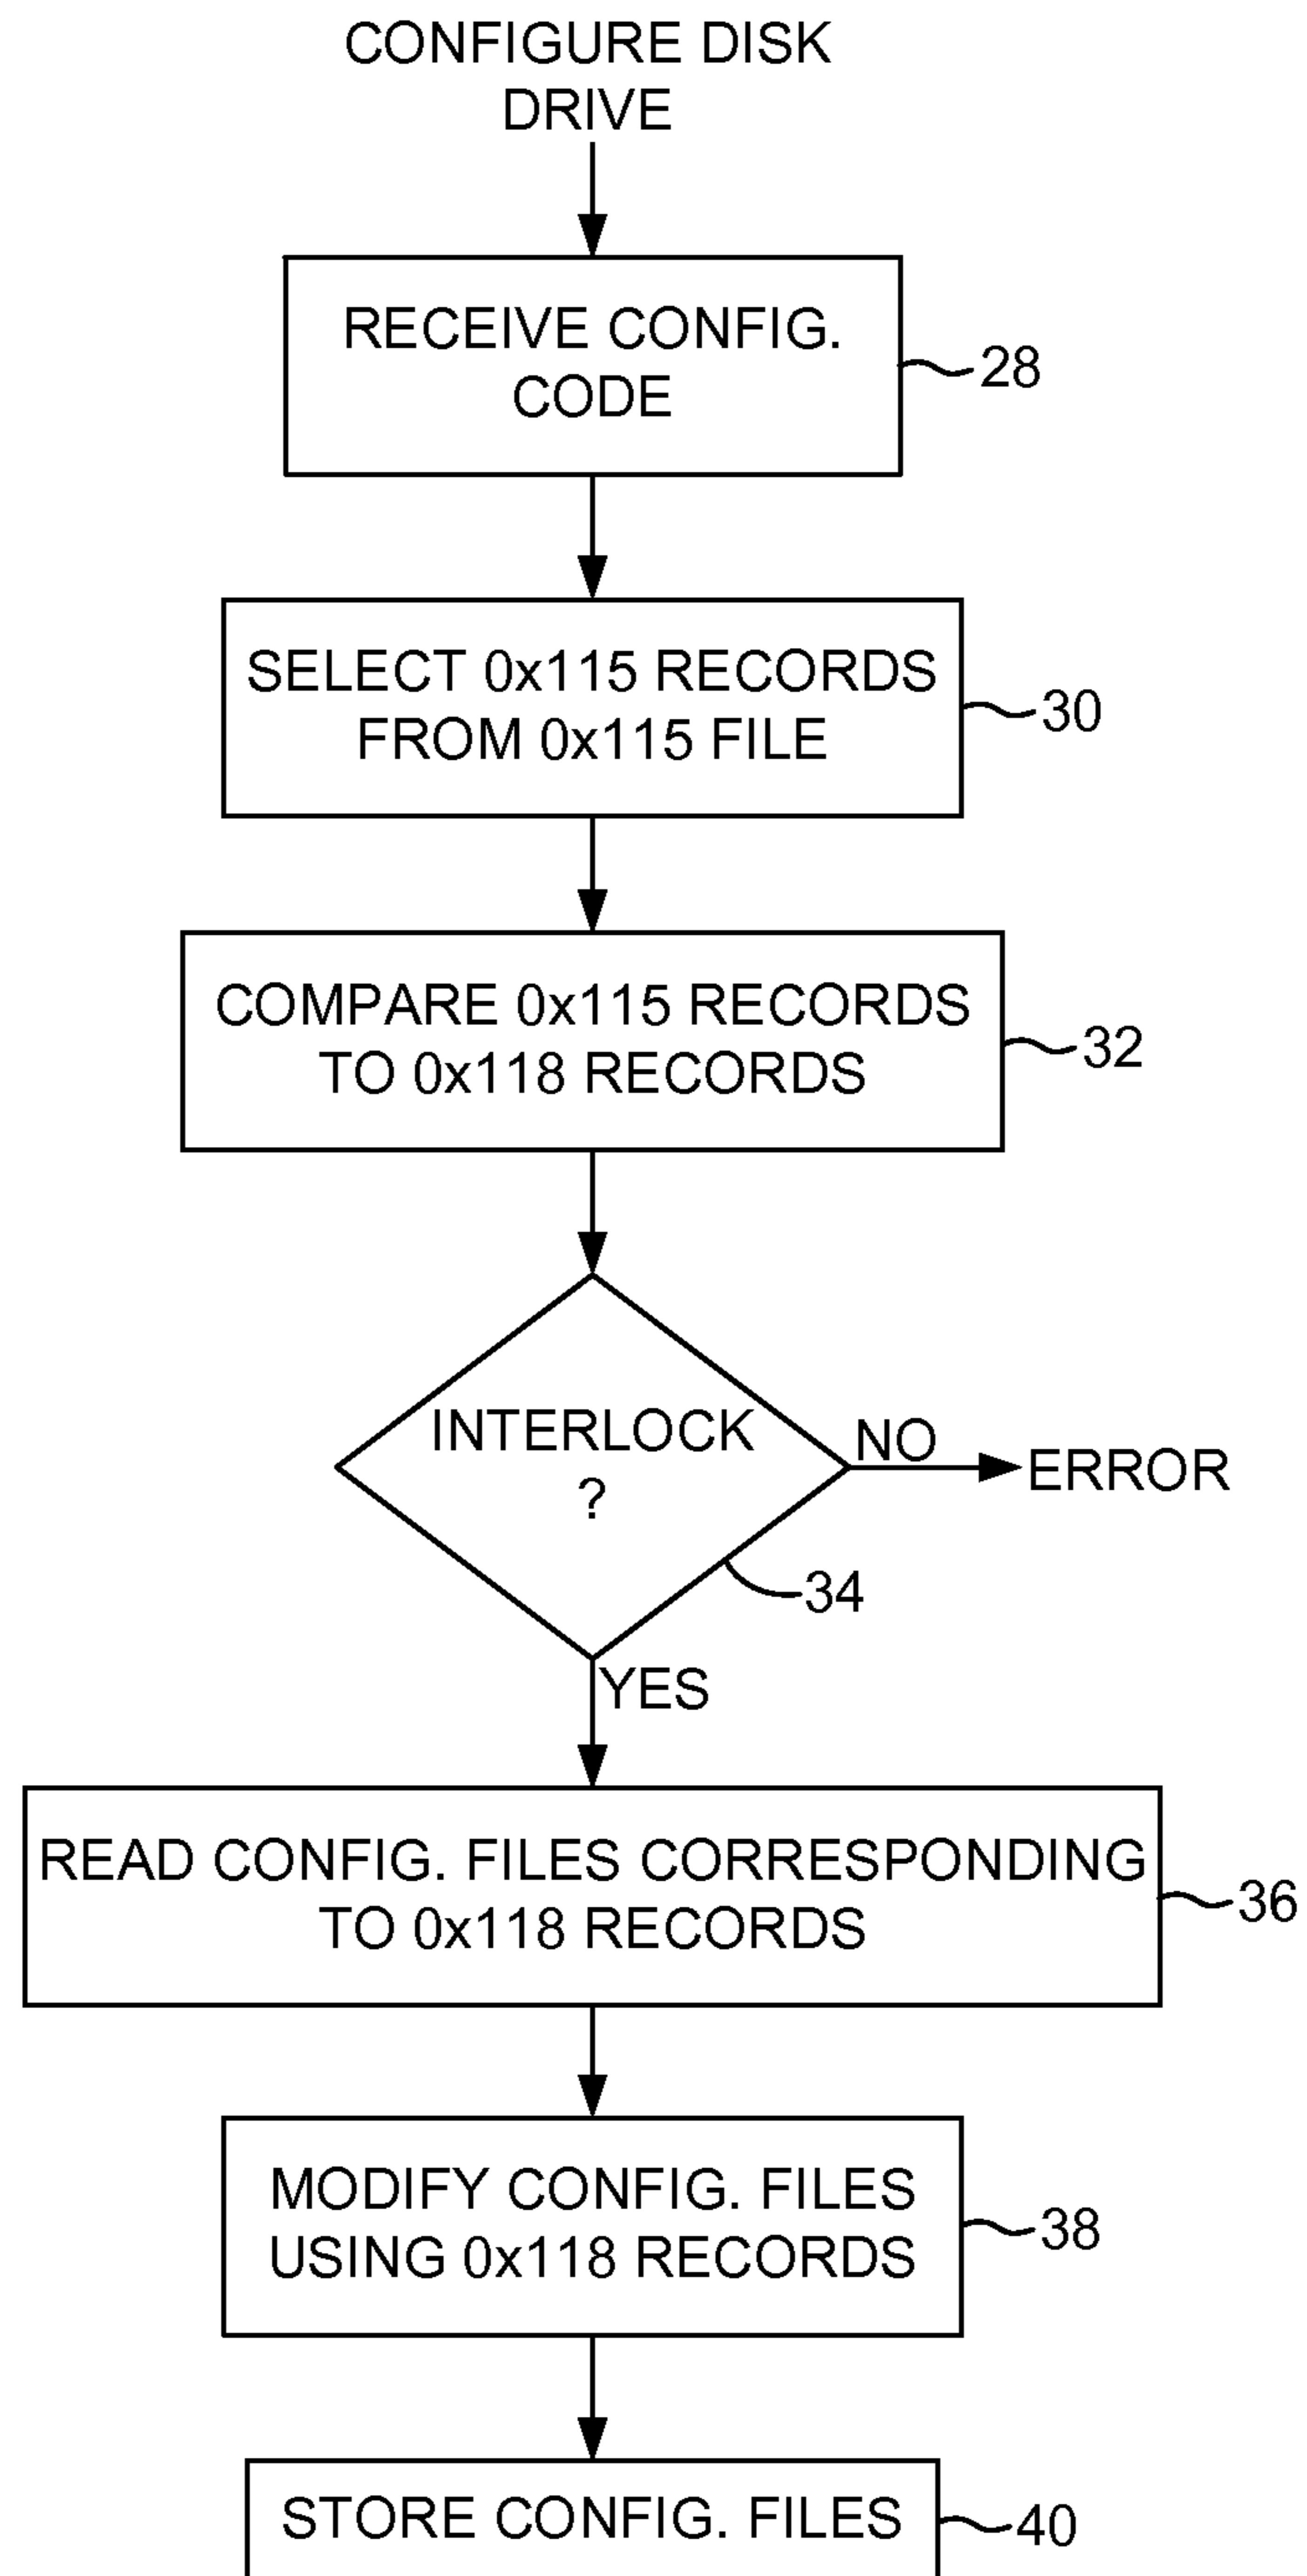 CONFIGURE DISK
DRIVE
RECEIVE CONFIG.
CODE
28
SELECT 0x115 RECORDS
FROM 0x115 FILE
30
COMPARE 0x115 RECORDS
TO 0x118 RECORDS
32
INTERLOCK
?
NO
ERROR
34
YES
READ CONFIG. FILES CORRESPONDING
TO 0x118 RECORDS
36
MODIFY CONFIG. FILES
USING 0x118 RECORDS
38
STORE CONFIG. FILES
40